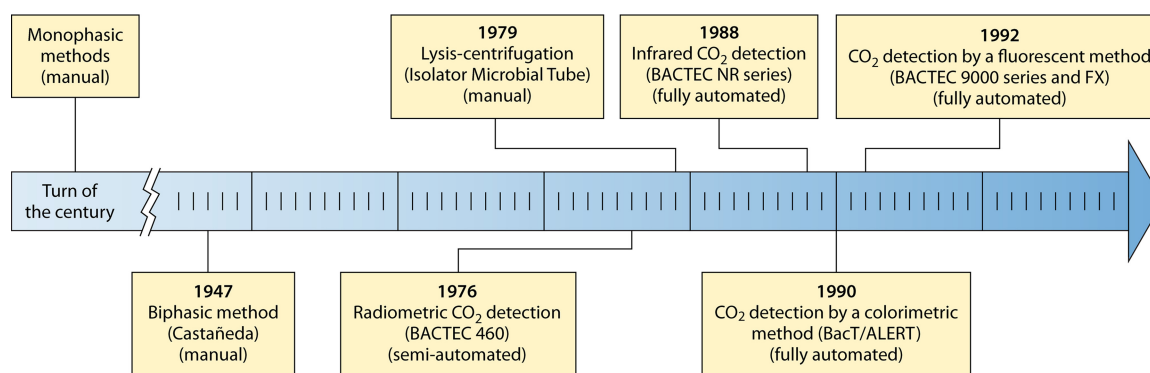 Monophasic
methods
(manual)
1979
Lysis-centrifugation
(Isolator Microbial Tube)
(manual)
1988
Infrared CO₂ detection
(BACTEC NR series)
(fully automated)
1992
CO₂ detection by a fluorescent method
(BACTEC 9000 series and FX)
(fully automated)
Turn of
the century
1947
Biphasic method
(Castañeda)
(manual)
1976
Radiometric CO₂ detection
(BACTEC 460)
(semi-automated)
1990
CO₂ detection by a colorimetric
method (BacT/ALERT)
(fully automated)